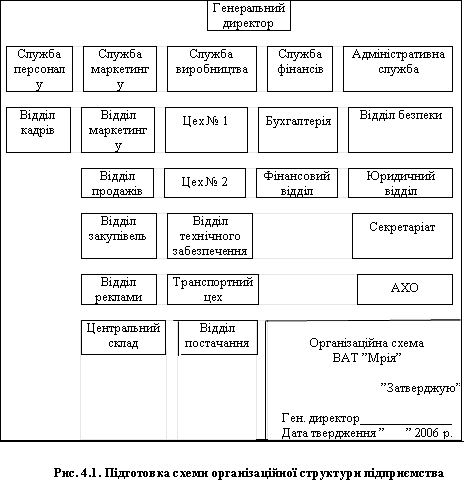 Генеральний
директор
Служба
персонал
у
Служба
маркетинг
у
Служба
виробництва
Служба
фінансів
Адміністративна
служба
Відділ
кадрів
Відділ
маркетинг
у
Цех № 1
Бухгалтерія
Відділ безпеки
Відділ
продажів
Цех № 2
Фінансовий
відділ
Юридичний
відділ
Відділ
закупівель
Відділ
технічного
забезпечення
Секретаріат
Відділ
реклами
Транспортний
цех
АХО
Центральний
склад
Відділ
постачання
Організаційна схема
ВАТ ”Мрія”
”Затверджую”
Ген. директор_______________
Дата твердження ”      ” 2006 р.
Рис. 4.1. Підготовка схеми організаційної структури підприємства